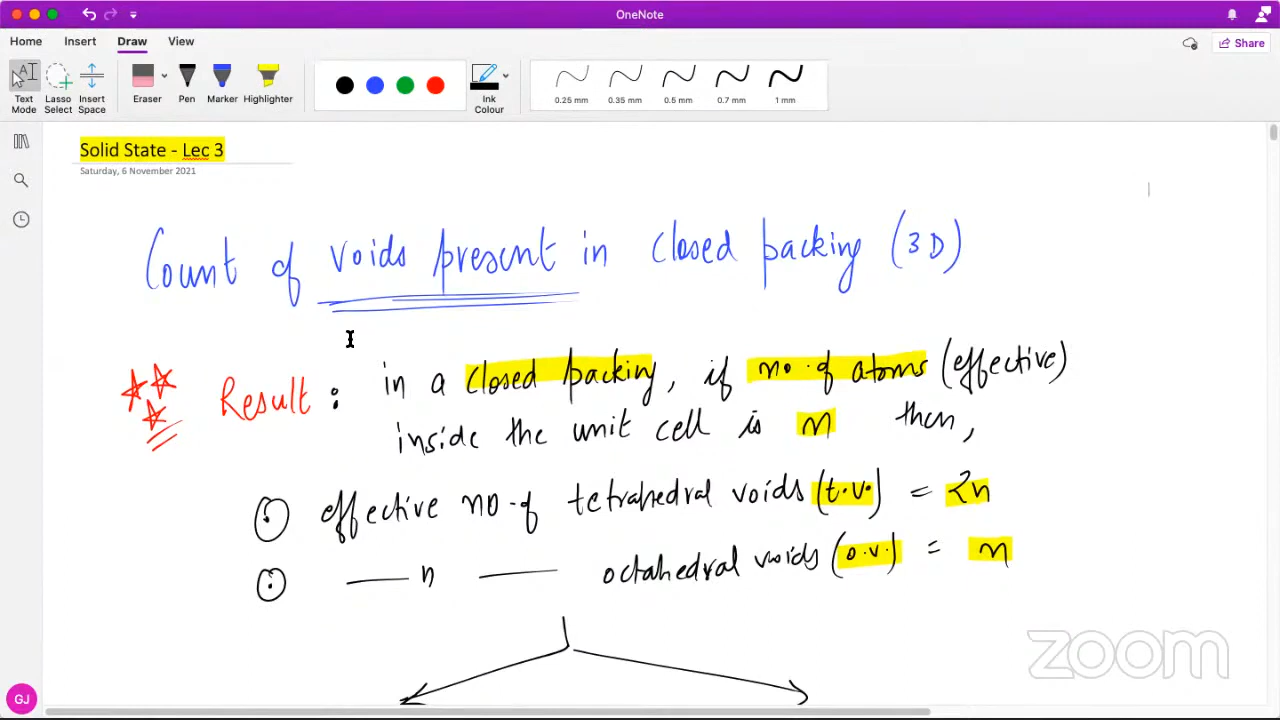 OneNote
Home Insert Draw View
Share
Text Mode
Lasso Select
Insert Space
Eraser
Pen
Marker
Highlighter
Ink Colour
0.25 mm
0.35 mm
0.5 mm
0.7 mm
1 mm
Solid State - Lec 3
Saturday, 6 November 2021
Count of voids present in closed packing (3D)
Result : in a closed packing, if no. of atoms (effective)
inside the unit cell is n then,
effective no. of tetrahedral voids (t.v.) = 2n
—— n —— octahedral voids (o.v.) = n
zoom
GJ